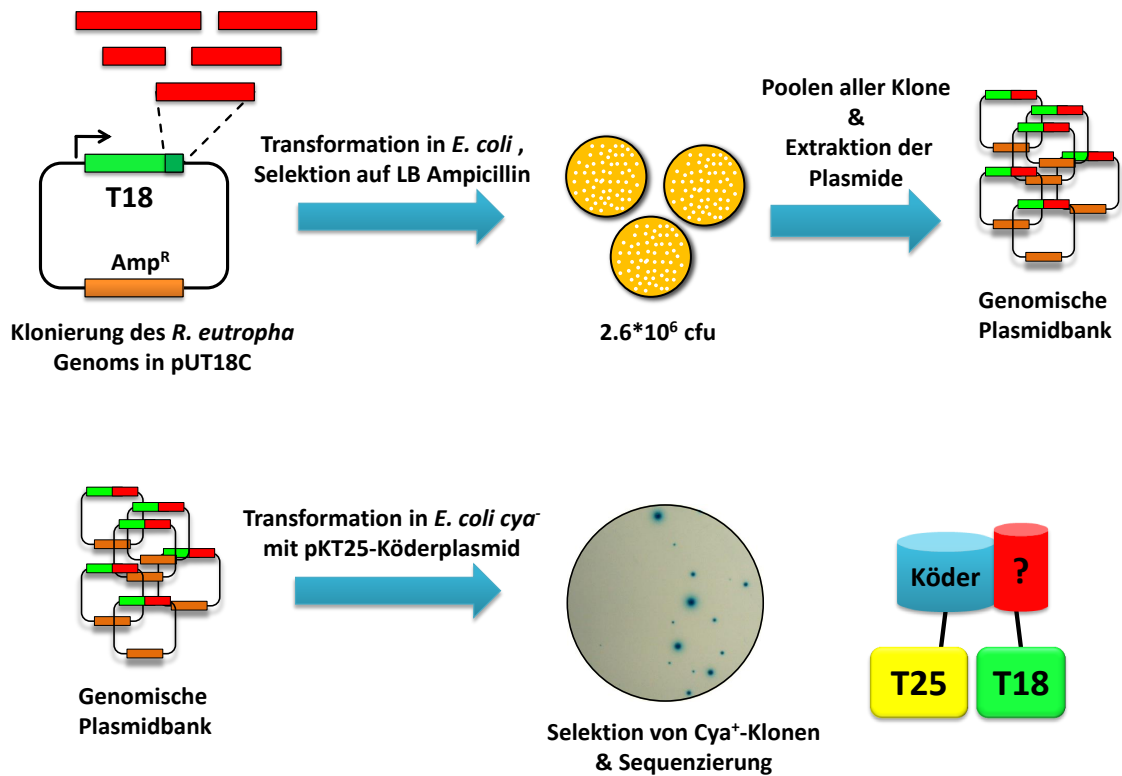 T18
Amp^R
Klonierung des R. eutropha
Genoms in pUT18C
Transformation in E. coli ,
Selektion auf LB Ampicillin
2.6*10⁶ cfu
Poolen aller Klone
&
Extraktion der
Plasmide
Genomische
Plasmidbank
Genomische
Plasmidbank
Transformation in E. coli cya⁻
mit pKT25-Köderplasmid
Selektion von Cya⁺-Klonen
& Sequenzierung
Köder
?
T25
T18